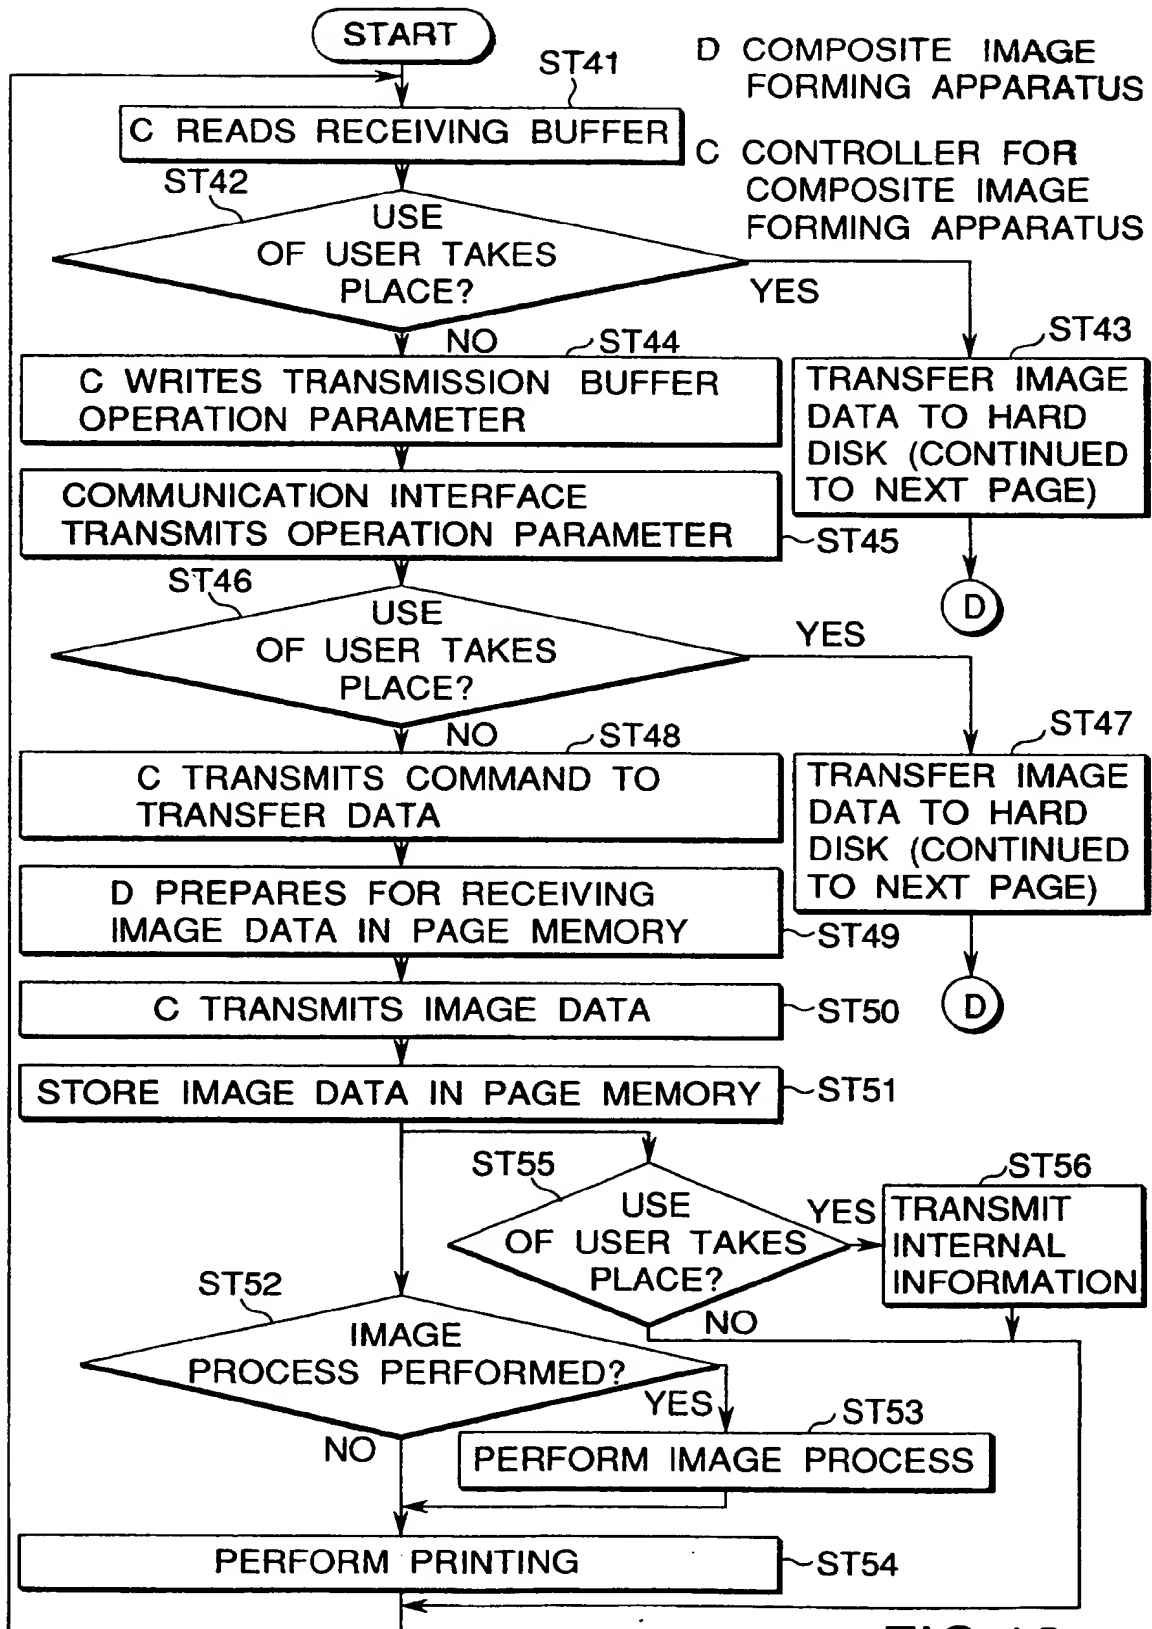 START
D COMPOSITE IMAGE
FORMING APPARATUS
C CONTROLLER FOR
COMPOSITE IMAGE
FORMING APPARATUS
ST41
C READS RECEIVING BUFFER
ST42
USE
OF USER TAKES
PLACE?
YES
NO
ST43
TRANSFER IMAGE
DATA TO HARD
DISK (CONTINUED
TO NEXT PAGE)
D
ST44
C WRITES TRANSMISSION BUFFER
OPERATION PARAMETER
COMMUNICATION INTERFACE
TRANSMITS OPERATION PARAMETER
ST45
ST46
USE
OF USER TAKES
PLACE?
YES
NO
ST47
TRANSFER IMAGE
DATA TO HARD
DISK (CONTINUED
TO NEXT PAGE)
D
ST48
C TRANSMITS COMMAND TO
TRANSFER DATA
D PREPARES FOR RECEIVING
IMAGE DATA IN PAGE MEMORY
ST49
C TRANSMITS IMAGE DATA
ST50
STORE IMAGE DATA IN PAGE MEMORY
ST51
ST55
USE
OF USER TAKES
PLACE?
YES
NO
ST56
TRANSMIT
INTERNAL
INFORMATION
ST52
IMAGE
PROCESS PERFORMED?
YES
NO
ST53
PERFORM IMAGE PROCESS
PERFORM PRINTING
ST54